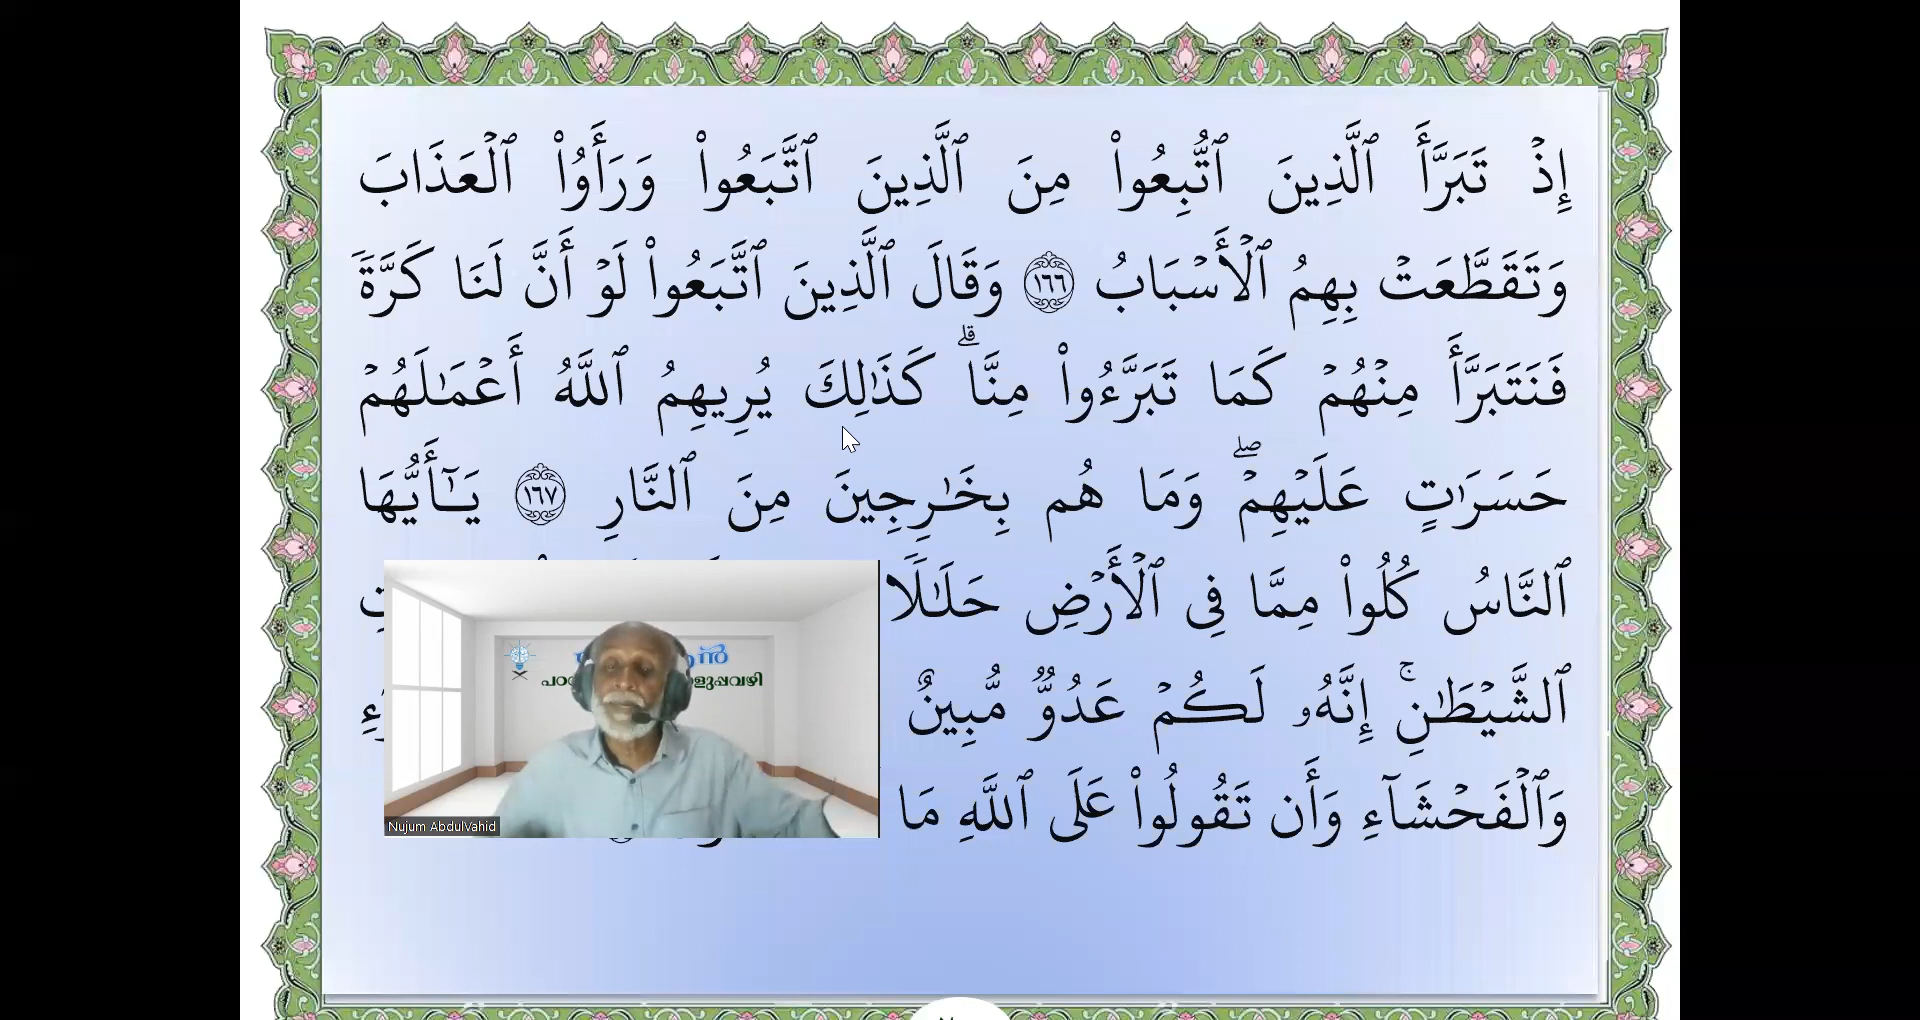 إِذۡ تَبَرَّأَ ٱلَّذِينَ ٱتُّبِعُواْ مِنَ ٱلَّذِينَ ٱتَّبَعُواْ وَرَأَوُاْ ٱلۡعَذَابَ
وَتَقَطَّعَتۡ بِهِمُ ٱلۡأَسۡبَابُ ١٦٦ وَقَالَ ٱلَّذِينَ ٱتَّبَعُواْ لَوۡ أَنَّ لَنَا كَرَّةٗ
فَنَتَبَرَّأَ مِنۡهُمۡ كَمَا تَبَرَّءُواْ مِنَّاۗ كَذَٰلِكَ يُرِيهِمُ ٱللَّهُ أَعۡمَٰلَهُمۡ
حَسَرَٰتٍ عَلَيۡهِمۡۖ وَمَا هُم بِخَٰرِجِينَ مِنَ ٱلنَّارِ ١٦٧ يَٰٓأَيُّهَا
ٱلنَّاسُ كُلُواْ مِمَّا فِي ٱلۡأَرۡضِ حَلَٰلٗا
ٱلشَّيۡطَٰنِۚ إِنَّهُۥ لَكُمۡ عَدُوّٞ مُّبِينٌ
وَٱلۡفَحۡشَآءِ وَأَن تَقُولُواْ عَلَى ٱللَّهِ مَا
Nujum AbdulVahid